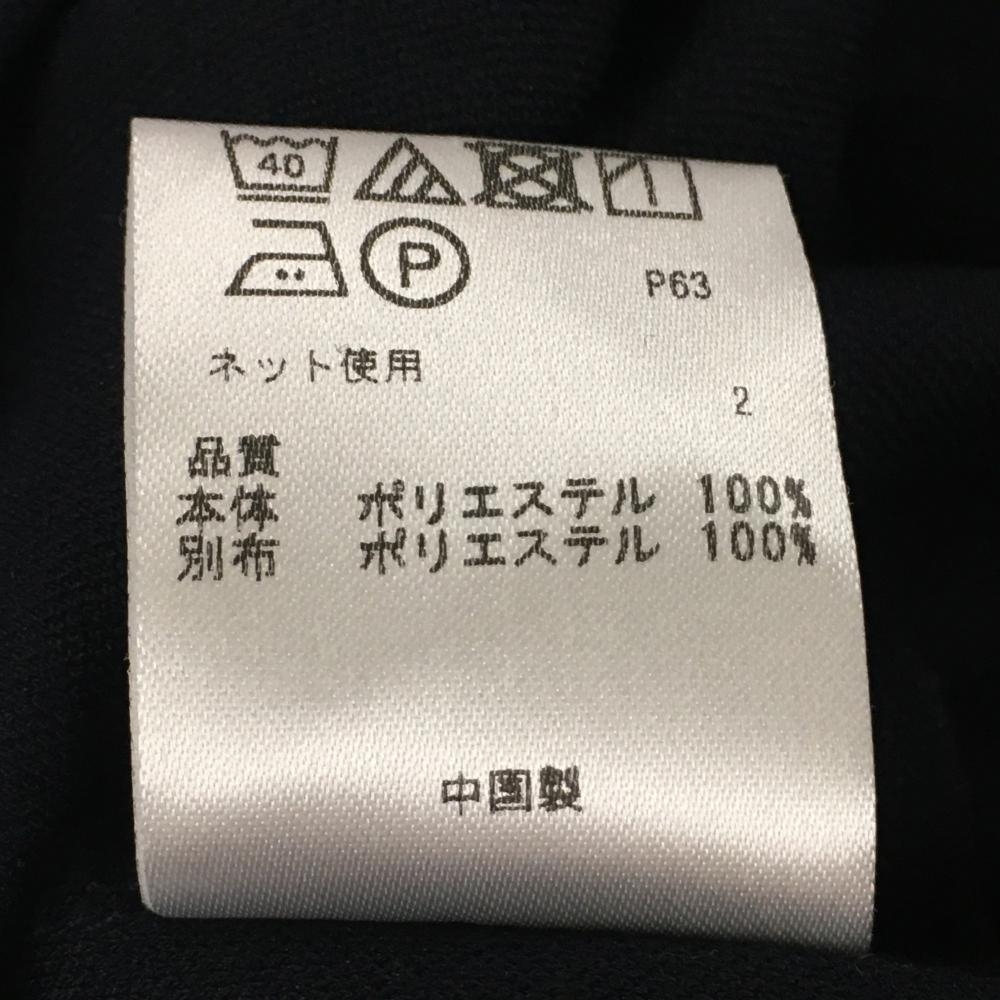 40
P
P63
ネット使用
2
品質
本体 ポリエステル 100%
別布 ポリエステル 100%
中国製